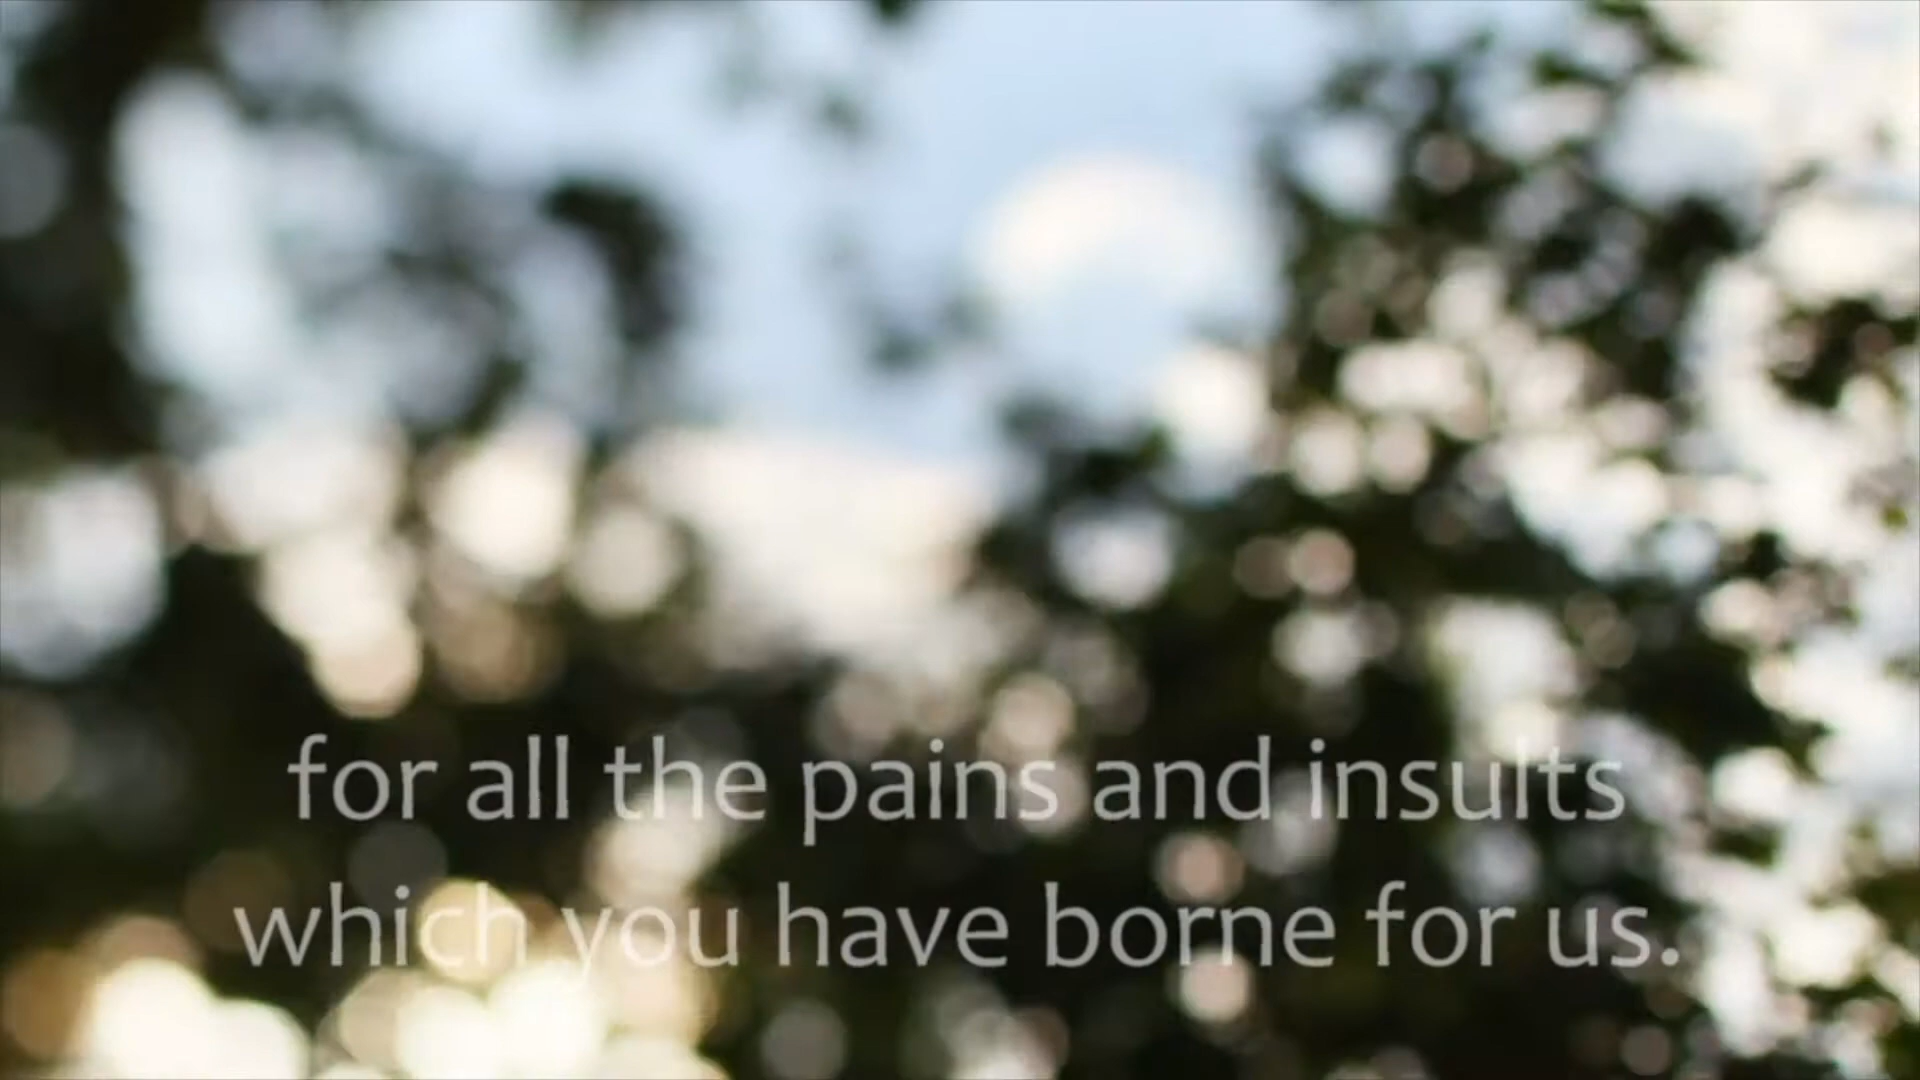 for all the pains and insults
which you have borne for us.